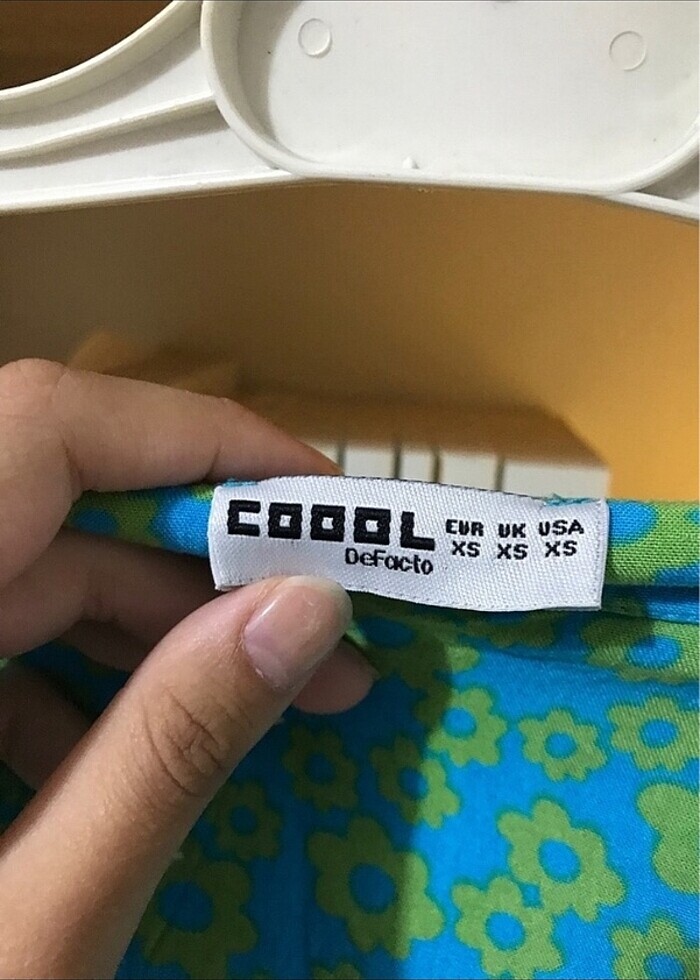 COOOL
DeFacto
EUR UK USA
XS XS XS